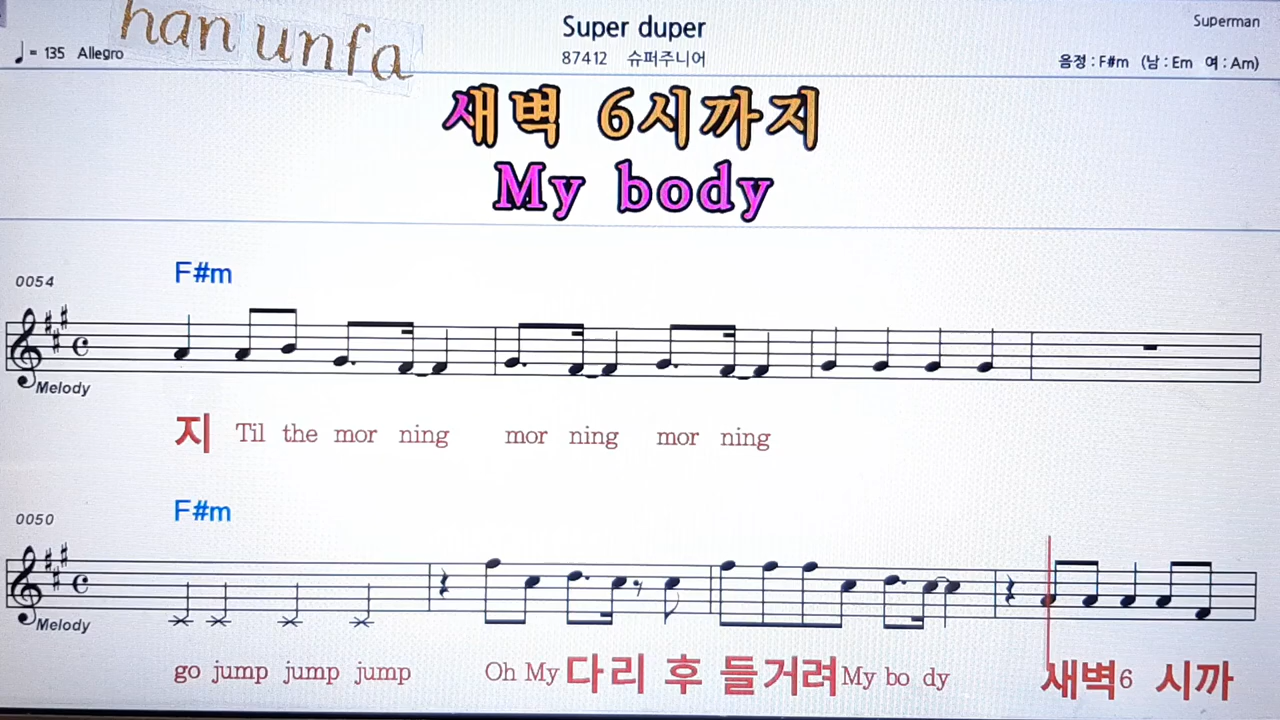 han unfa
Super duper
Superman
♩= 135 Allegro
87412 슈퍼주니어
음정 : F#m (남 : Em 여 : Am)
새벽 6시까지
My body
0054
F#m
Melody
지 Til the mor ning mor ning mor ning
0050
F#m
Melody
go jump jump jump Oh My 다리 후 들거려 My bo dy 새벽6 시까